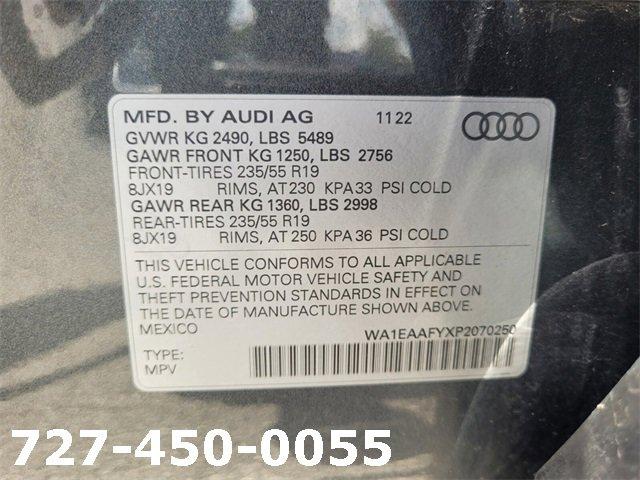 MFD. BY AUDI AG 11 22
GVWR KG 2490, LBS 5489
GAWR FRONT KG 1250, LBS 2756
FRONT-TIRES 235/55 R19
8JX19 RIMS, AT 230 KPA 33 PSI COLD
GAWR REAR KG 1360, LBS 2998
REAR-TIRES 235/55 R19
8JX19 RIMS, AT 250 KPA 36 PSI COLD
THIS VEHICLE CONFORMS TO ALL APPLICABLE
U.S. FEDERAL MOTOR VEHICLE SAFETY AND
THEFT PREVENTION STANDARDS IN EFFECT ON
THE DATE OF MANUFACTURE SHOWN ABOVE.
MEXICO
WA1EAAFYXP2070250
TYPE:
MPV
727-450-0055